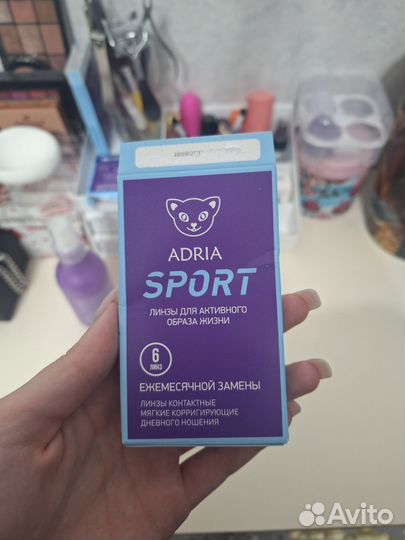 ADRIA
SPORT
ЛИНЗЫ ДЛЯ АКТИВНОГО
ОБРАЗА ЖИЗНИ
6
ЛИНЗ
ЕЖЕМЕСЯЧНОЙ ЗАМЕНЫ
ЛИНЗЫ КОНТАКТНЫЕ
МЯГКИЕ КОРРИГИРУЮЩИЕ
ДНЕВНОГО НОШЕНИЯ
Avito